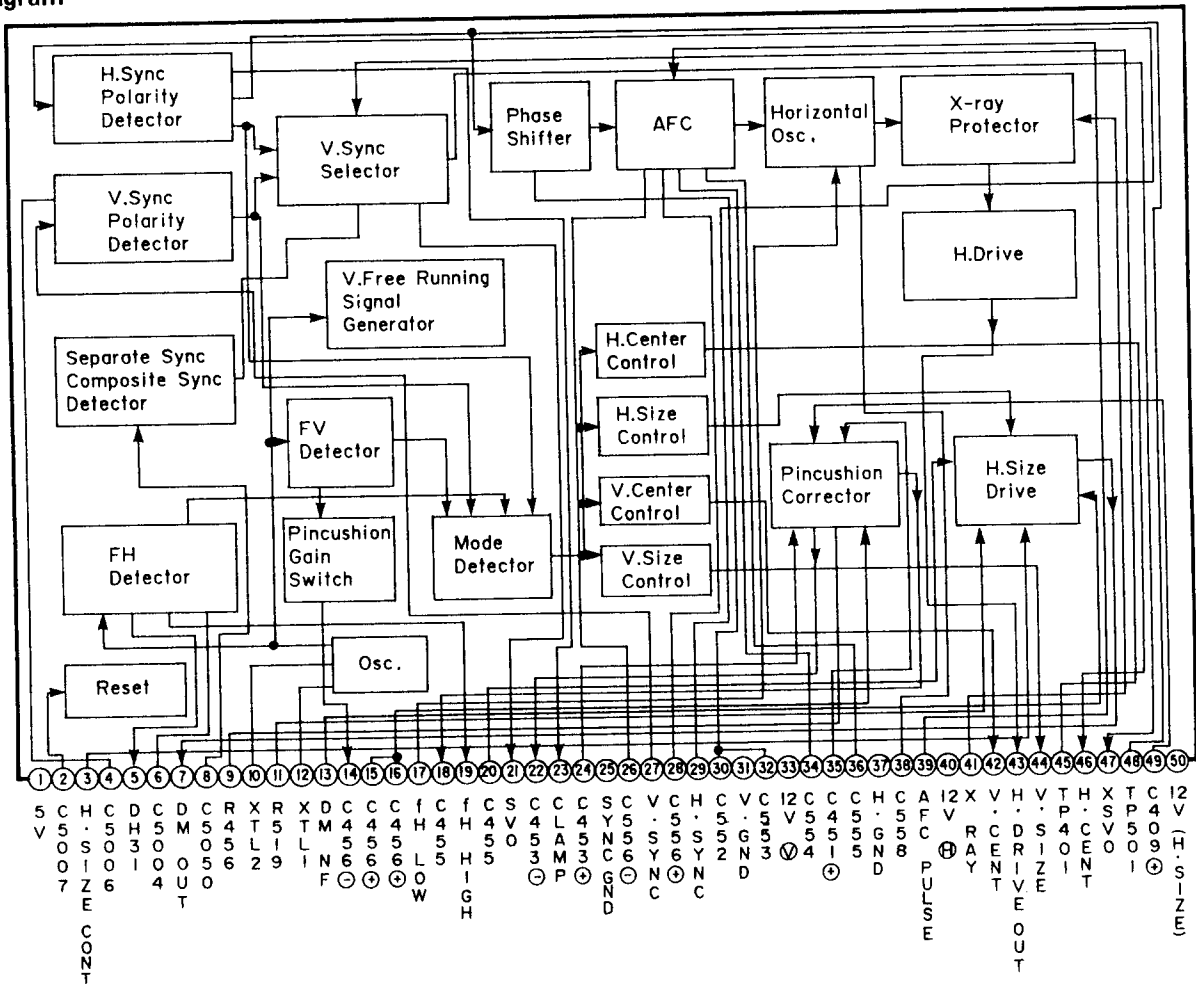 H.Sync
Polarity
Detector
V.Sync
Selector
Phase
Shifter
AFC
Horizontal
Osc.
X-ray
Protector
V.Sync
Polarity
Detector
H.Drive
V.Free Running
Signal
Generator
Separate Sync
Composite Sync
Detector
H.Center
Control
FV
Detector
H.Size
Control
Pincushion
Corrector
H.Size
Drive
V.Center
Control
FH
Detector
Pincushion
Gain
Switch
Mode
Detector
V.Size
Control
Osc.
Reset
1 2 3 4 5 6 7 8 9 10 11 12 13 14 15 16 17 18 19 20 21 22 23 24 25 26 27 28 29 30 31 32 33 34 35 36 37 38 39 40 41 42 43 44 45 46 47 48 49 50
5V
C5007
H.SIZE CONT
C5006
DH31
C5004
DM OUT
C5050
R456
XTL2
R519
XTL1
DM NF
C456⊖
C456⊕
fH LOW
C455
fH HIGH
C455
SVO
C453⊖
CLAMP
C453⊕
SYNC GND
C556⊖
V.SYNC
C556⊕
H.SYNC
C552
V.GND
C553
12V Ⓥ
C554
C451⊕
C555
H.GND
C558
AFC PULSE
12V Ⓗ
X RAY
V.CENT
H.DRIVE OUT
V.SIZE
TP401
H.CENT
XSVO
TP501
C409⊕
12V (H.SIZE)